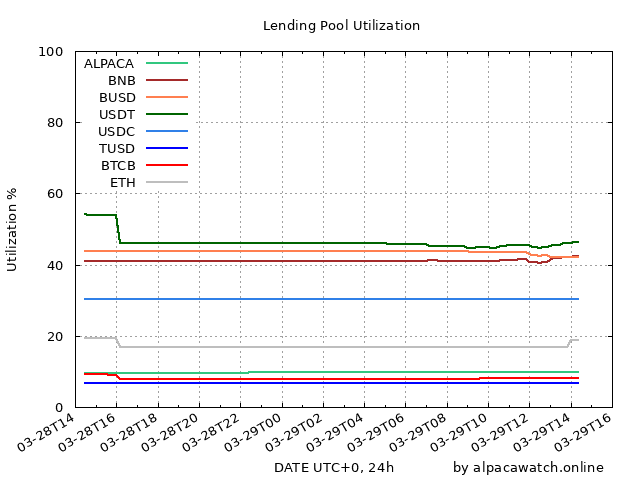 Lending Pool Utilization
Utilization %
100
80
60
40
20
0
ALPACA
BNB
BUSD
USDT
USDC
TUSD
BTCB
ETH
03-28T14
03-28T16
03-28T18
03-28T20
03-28T22
03-29T00
03-29T02
03-29T04
03-29T06
03-29T08
03-29T10
03-29T12
03-29T14
03-29T16
DATE UTC+0, 24h
by alpacawatch.online